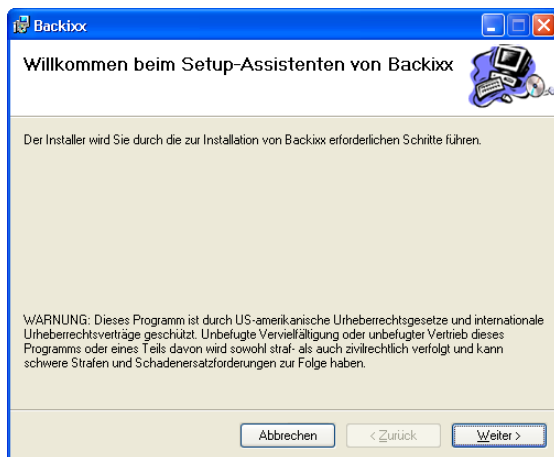 Backixx
Willkommen beim Setup-Assistenten von Backixx
Der Installer wird Sie durch die zur Installation von Backixx erforderlichen Schritte führen.
WARNUNG: Dieses Programm ist durch US-amerikanische Urheberrechtsgesetze und internationale
Urheberrechtsverträge geschützt. Unbefugte Vervielfältigung oder unbefugter Vertrieb dieses
Programms oder eines Teils davon wird sowohl straf- als auch zivilrechtlich verfolgt und kann
schwere Strafen und Schadenersatzforderungen zur Folge haben.
Abbrechen
< Zurück
Weiter >